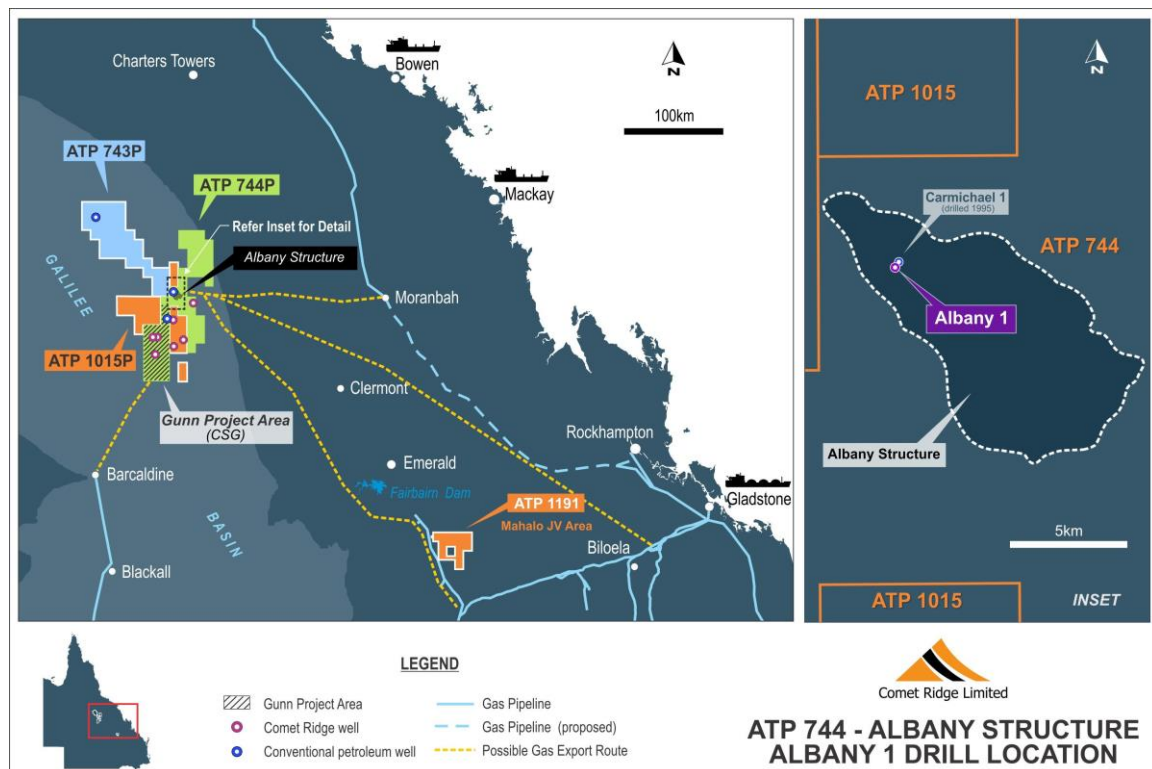 Charters Towers
Bowen
N
100km
ATP 743P
ATP 744P
Mackay
Refer Inset for Detail
Albany Structure
GALILEE
Moranbah
ATP 1015P
Clermont
Gunn Project Area
(CSG)
Rockhampton
Barcaldine
Emerald
Fairbairn Dam
Gladstone
ATP 1191
Mahalo JV Area
BASIN
Biloela
Blackall
N
ATP 1015
Carmichael 1
(drilled 1995)
ATP 744
Albany 1
Albany Structure
5km
ATP 1015
INSET
LEGEND
Gunn Project Area
Comet Ridge well
Conventional petroleum well
Gas Pipeline
Gas Pipeline (proposed)
Possible Gas Export Route
Comet Ridge Limited
ATP 744 - ALBANY STRUCTURE
ALBANY 1 DRILL LOCATION